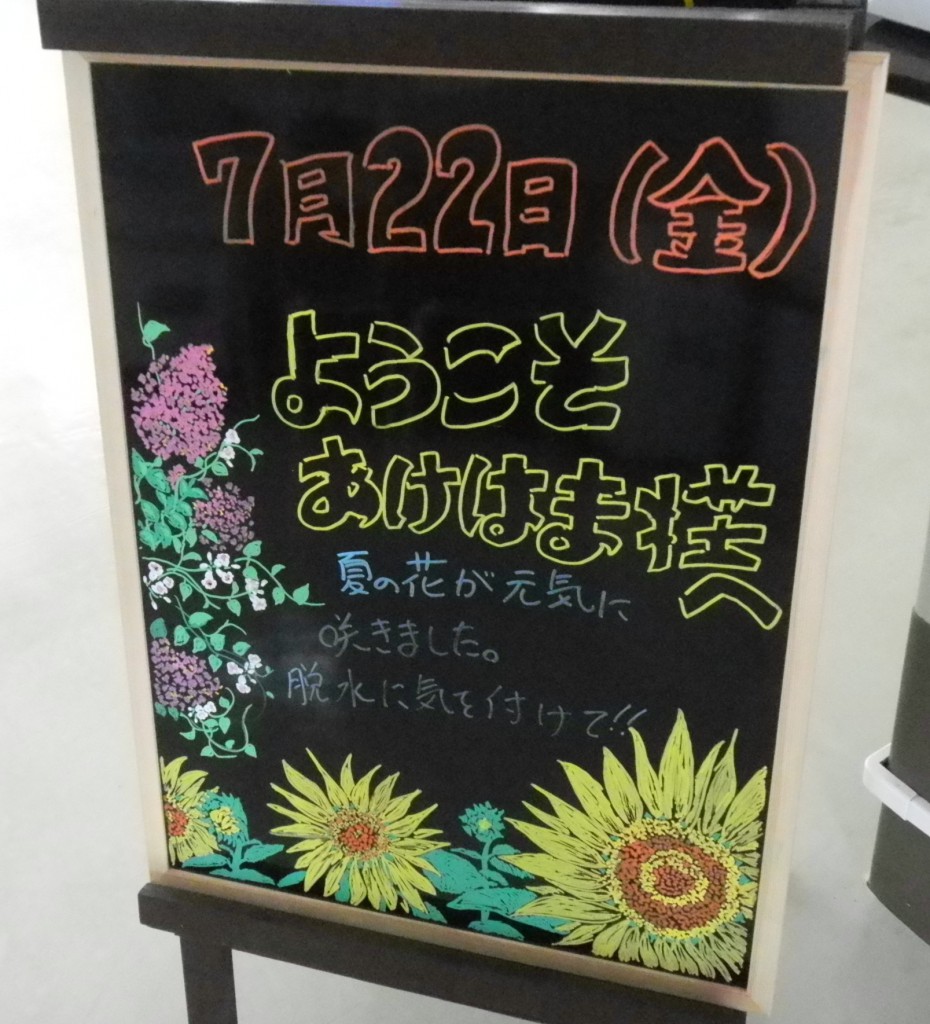 7月22日(金)
ようこそ
あけはま荘へ
夏の花が元気に
咲きました。
脱水に気を付けて!!